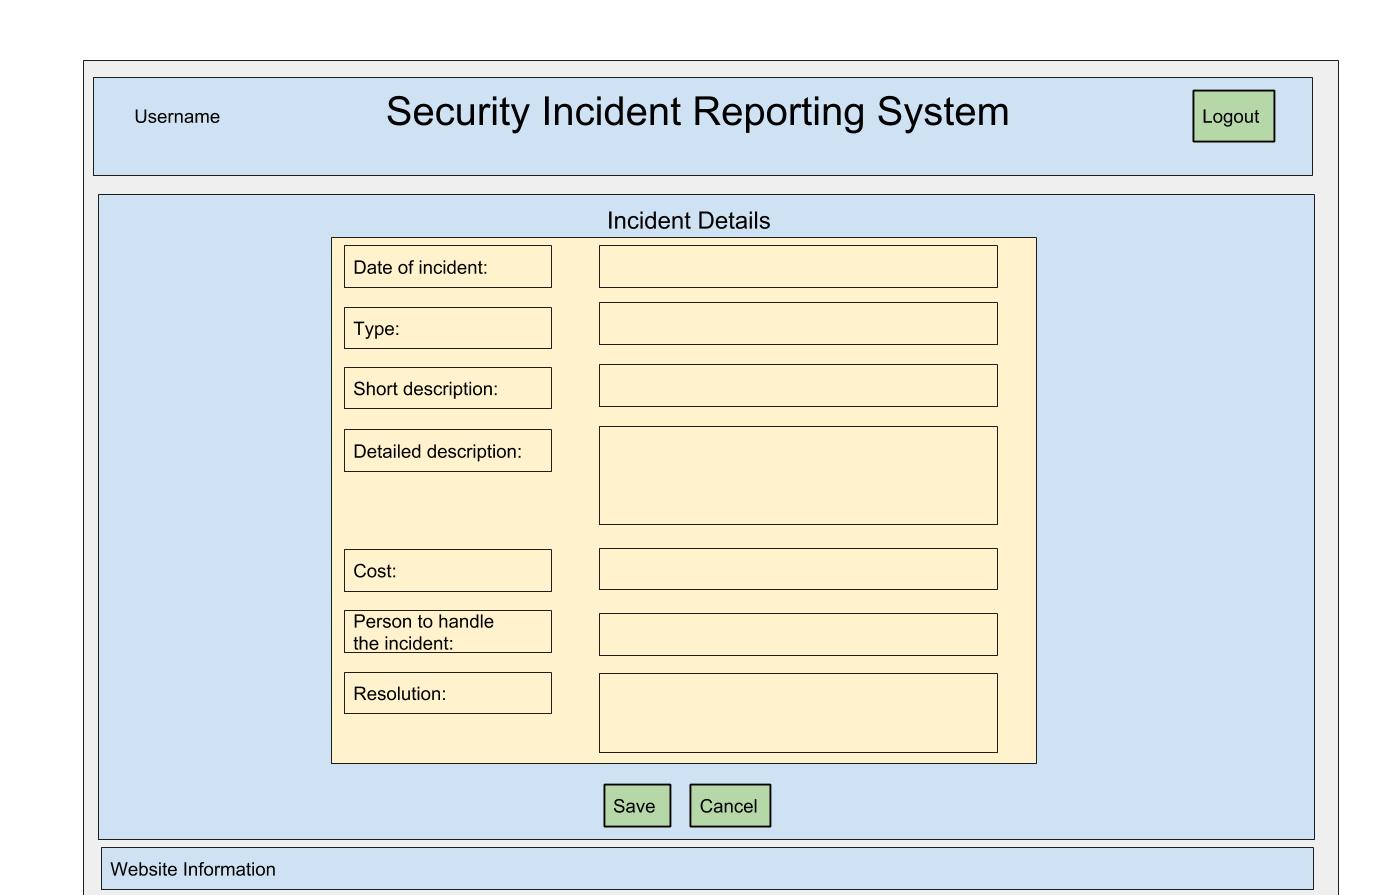 Username
Security Incident Reporting System
Logout
Incident Details
Date of incident:
Type:
Short description:
Detailed description:
Cost:
Person to handle
the incident:
Resolution:
Save
Cancel
Website Information